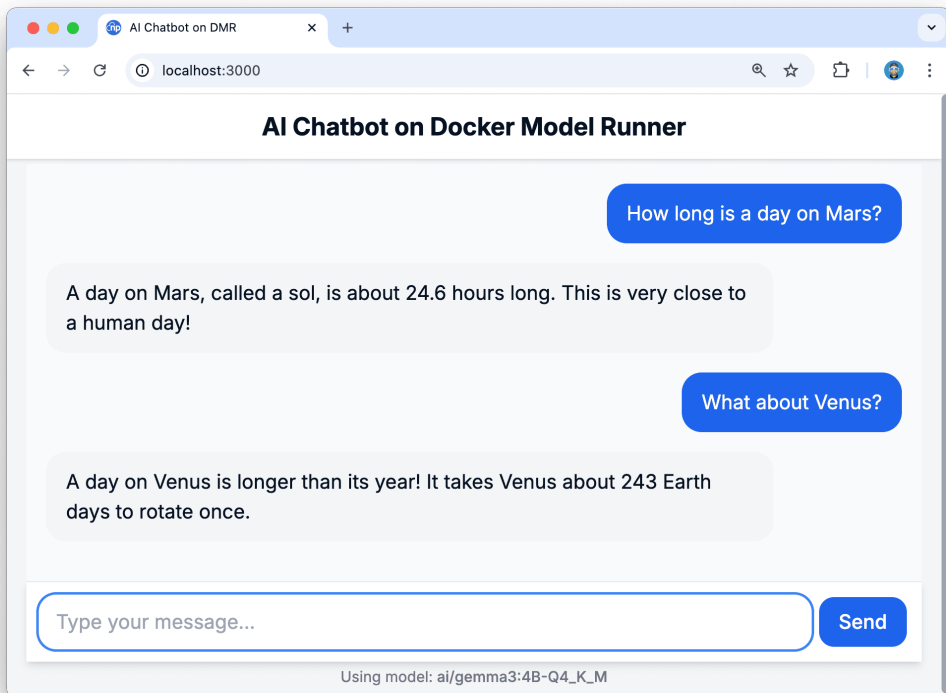 AI Chatbot on DMR
localhost:3000
AI Chatbot on Docker Model Runner
How long is a day on Mars?
A day on Mars, called a sol, is about 24.6 hours long. This is very close to
a human day!
What about Venus?
A day on Venus is longer than its year! It takes Venus about 243 Earth
days to rotate once.
Type your message...
Send
Using model: ai/gemma3:4B-Q4_K_M